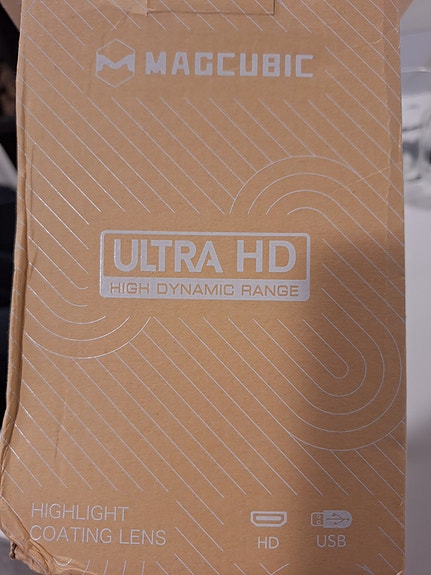 MAGCUBIC
ULTRA HD
HIGH DYNAMIC RANGE
HIGHLIGHT
COATING LENS
HD
USB